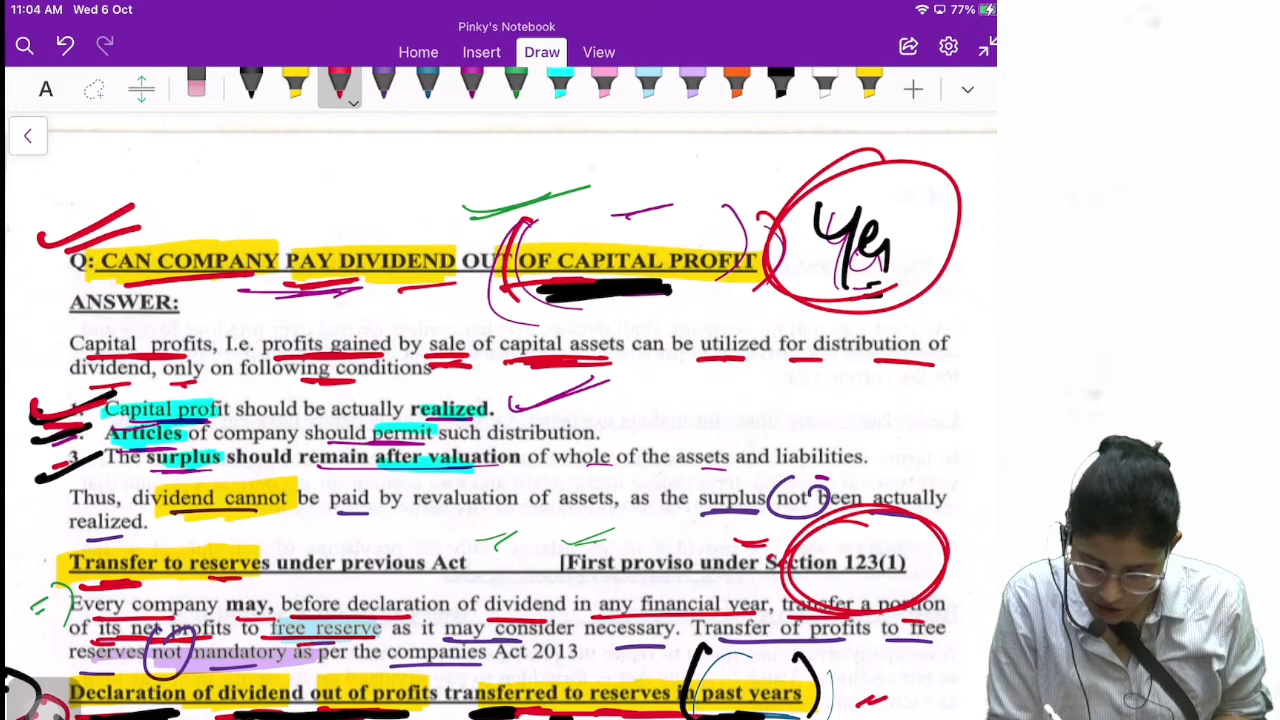 11:04 AM Wed 6 Oct
77%
Pinky's Notebook
Home Insert Draw View
A
Yes
Q: CAN COMPANY PAY DIVIDEND OUT OF CAPITAL PROFIT
ANSWER:
Capital profits, I.e. profits gained by sale of capital assets can be utilized for distribution of
dividend, only on following conditions
Capital profit should be actually realized.
Articles of company should permit such distribution.
3. The surplus should remain after valuation of whole of the assets and liabilities.
Thus, dividend cannot be paid by revaluation of assets, as the surplus not been actually
realized.
Transfer to reserves under previous Act [First proviso under Section 123(1)
Every company may, before declaration of dividend in any financial year, transfer a portion
of its net profits to free reserve as it may consider necessary. Transfer of profits to free
reserves not mandatory as per the companies Act 2013
Declaration of dividend out of profits transferred to reserves in past years